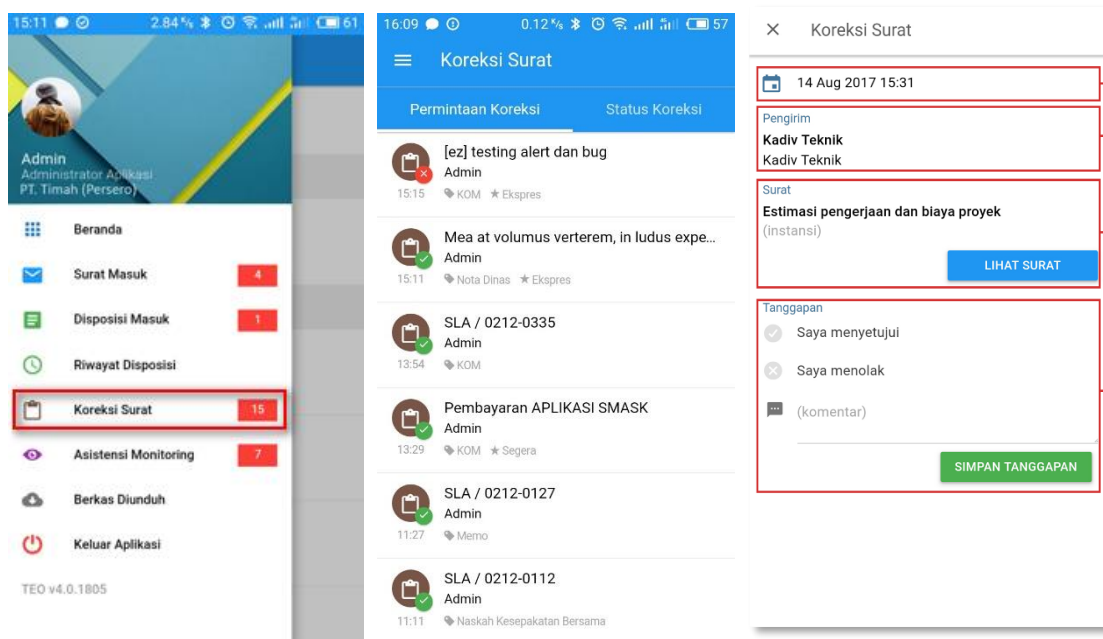 15:11 2.84 K/s 61
Admin
Administrator Aplikasi
PT. Timah (Persero)
Beranda
Surat Masuk 4
Disposisi Masuk 1
Riwayat Disposisi
Koreksi Surat 15
Asistensi Monitoring 7
Berkas Diunduh
Keluar Aplikasi
TEO v4.0.1805
16:09 0.12 K/s 57
Koreksi Surat
Permintaan Koreksi Status Koreksi
[ez] testing alert dan bug
Admin
15:15 KOM Ekspres
Mea at volumus verterem, in ludus expe...
Admin
15:11 Nota Dinas Ekspres
SLA / 0212-0335
Admin
13:54 KOM
Pembayaran APLIKASI SMASK
Admin
13:29 KOM Segera
SLA / 0212-0127
Admin
11:27 Memo
SLA / 0212-0112
Admin
11:11 Naskah Kesepakatan Bersama
Koreksi Surat
14 Aug 2017 15:31
Pengirim
Kadiv Teknik
Kadiv Teknik
Surat
Estimasi pengerjaan dan biaya proyek
(instansi)
LIHAT SURAT
Tanggapan
Saya menyetujui
Saya menolak
(komentar)
SIMPAN TANGGAPAN